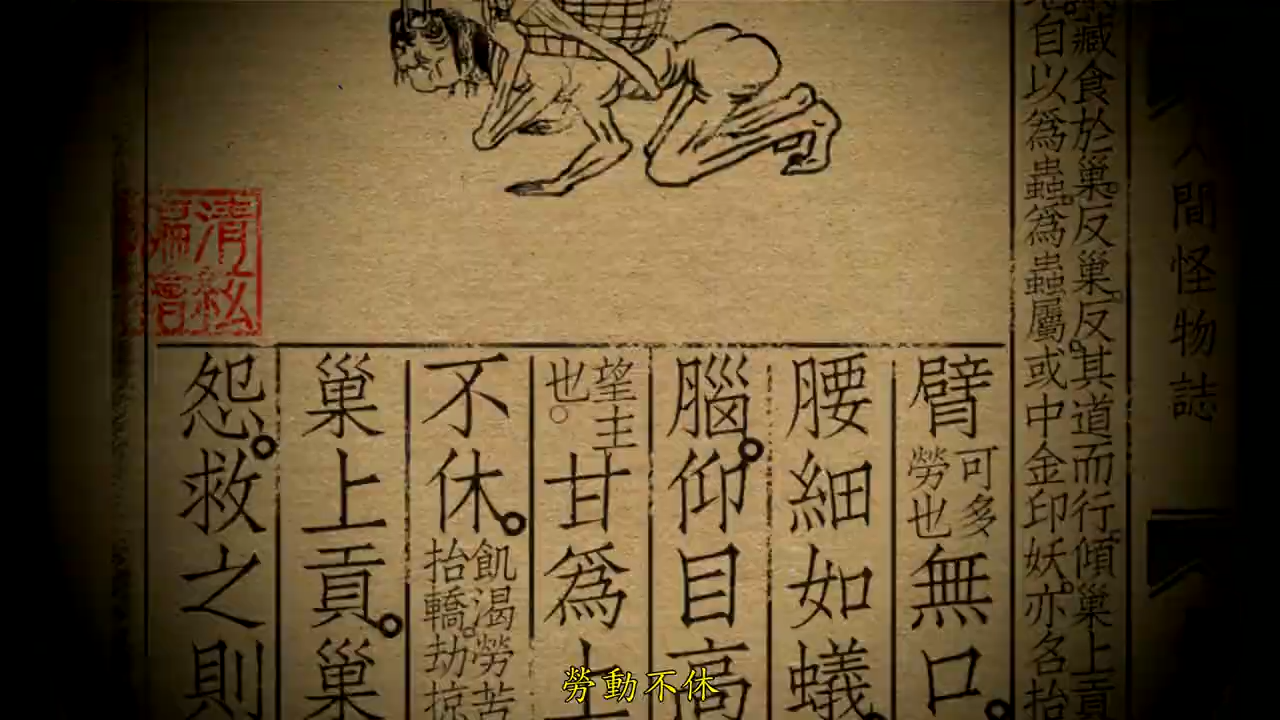 人間怪物誌
藏食於巢。反巢。反其道而行。傾巢上貢
自以爲蟲。爲蟲屬。或中金印妖。亦名抬
臂可多勞也無口。
腰細如蟻
腦。仰目高
望主也。甘爲
不休。飢渴勞苦抬轎。劫掠
巢上貢。巢
怨。救之則
清
勞動不休